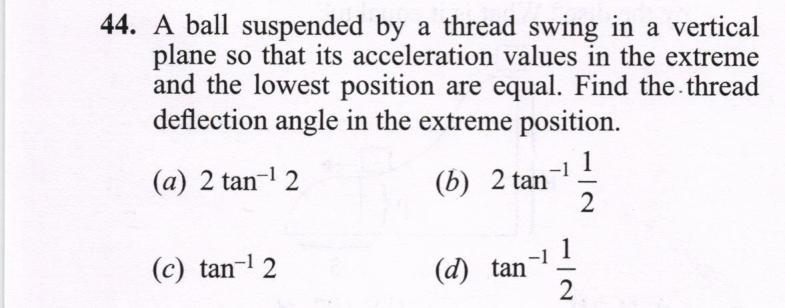 44. A ball suspended by a thread swing in a vertical
plane so that its acceleration values in the extreme
and the lowest position are equal. Find the thread
deflection angle in the extreme position.
(a) 2 tan⁻¹ 2 (b) 2 tan⁻¹ 1/2
(c) tan⁻¹ 2 (d) tan⁻¹ 1/2